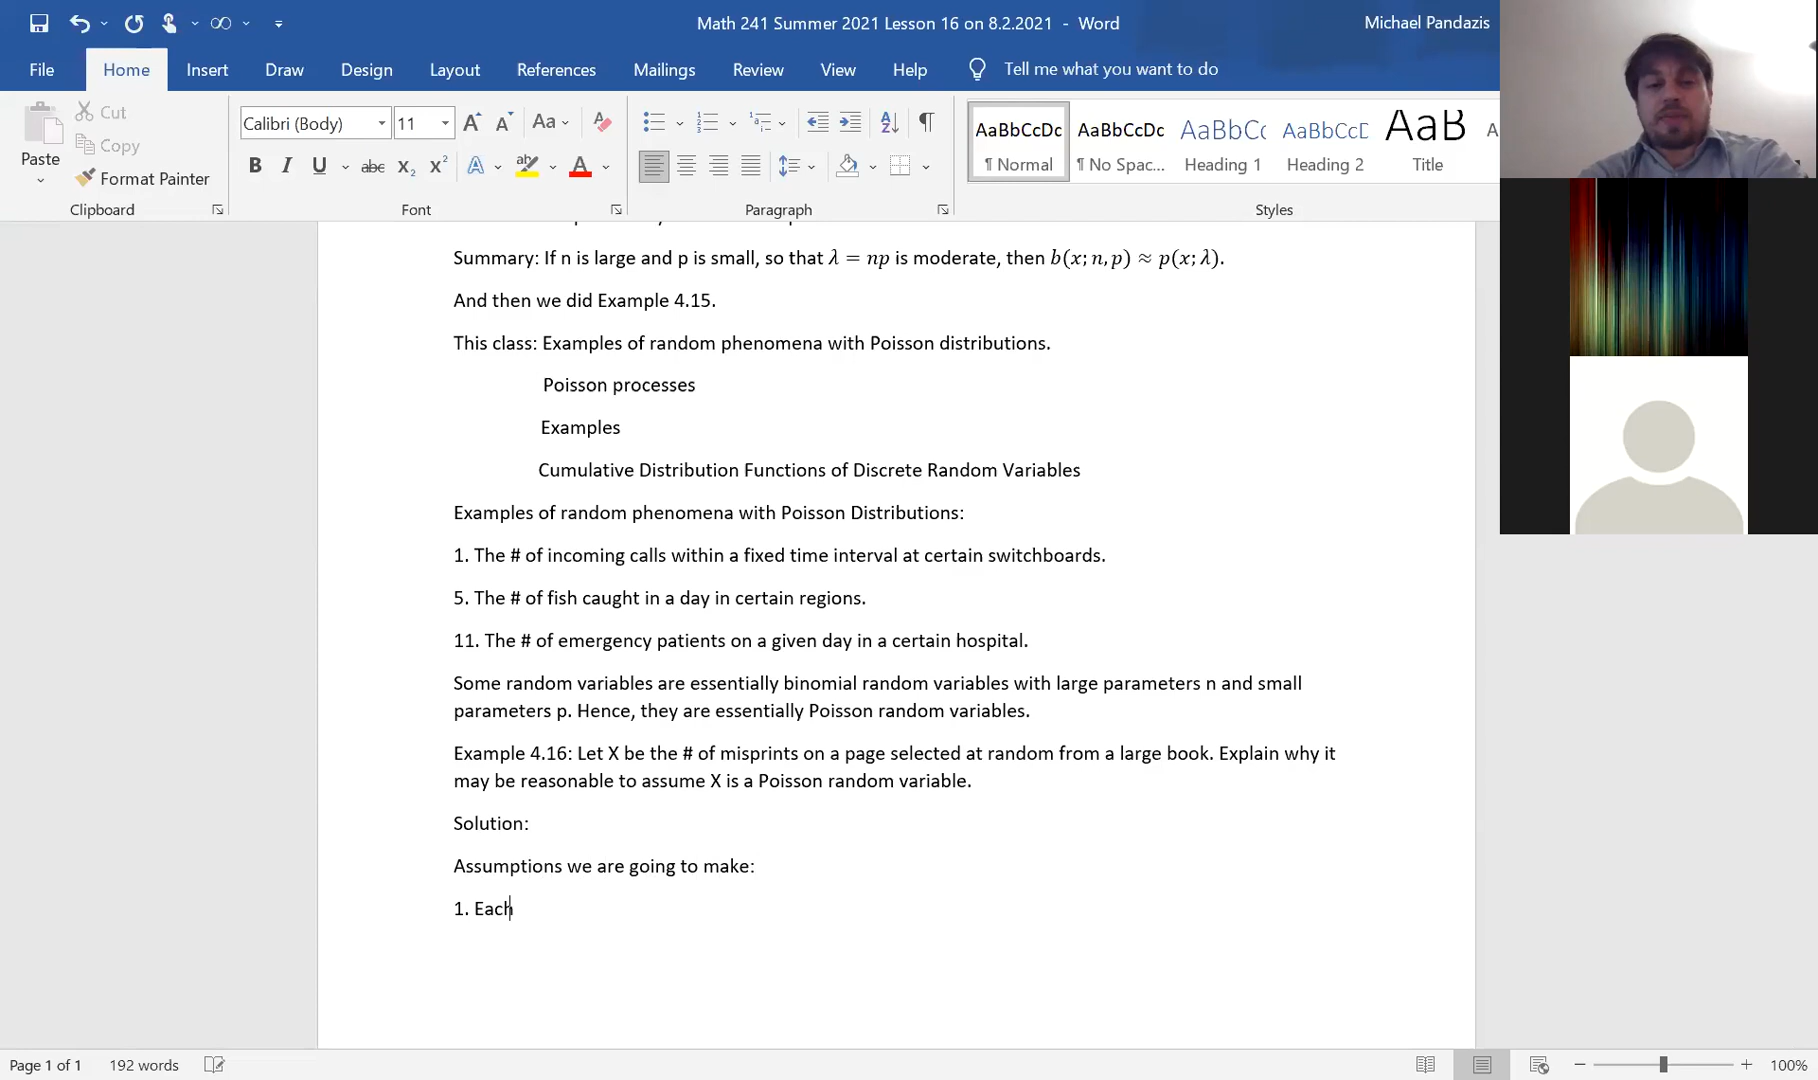 Math 241 Summer 2021 Lesson 16 on 8.2.2021 - Word
Michael Pandazis
File Home Insert Draw Design Layout References Mailings Review View Help Tell me what you want to do
Paste
Cut
Copy
Format Painter
Clipboard
Calibri (Body) 11
Font
Paragraph
AaBbCcDc AaBbCcDc AaBbCc AaBbCcD AaB
¶ Normal ¶ No Spac... Heading 1 Heading 2 Title
Styles
Summary: If n is large and p is small, so that λ = np is moderate, then b(x; n, p) ≈ p(x; λ).
And then we did Example 4.15.
This class: Examples of random phenomena with Poisson distributions.
Poisson processes
Examples
Cumulative Distribution Functions of Discrete Random Variables
Examples of random phenomena with Poisson Distributions:
1. The # of incoming calls within a fixed time interval at certain switchboards.
5. The # of fish caught in a day in certain regions.
11. The # of emergency patients on a given day in a certain hospital.
Some random variables are essentially binomial random variables with large parameters n and small
parameters p. Hence, they are essentially Poisson random variables.
Example 4.16: Let X be the # of misprints on a page selected at random from a large book. Explain why it
may be reasonable to assume X is a Poisson random variable.
Solution:
Assumptions we are going to make:
1. Each
Page 1 of 1 192 words 100%